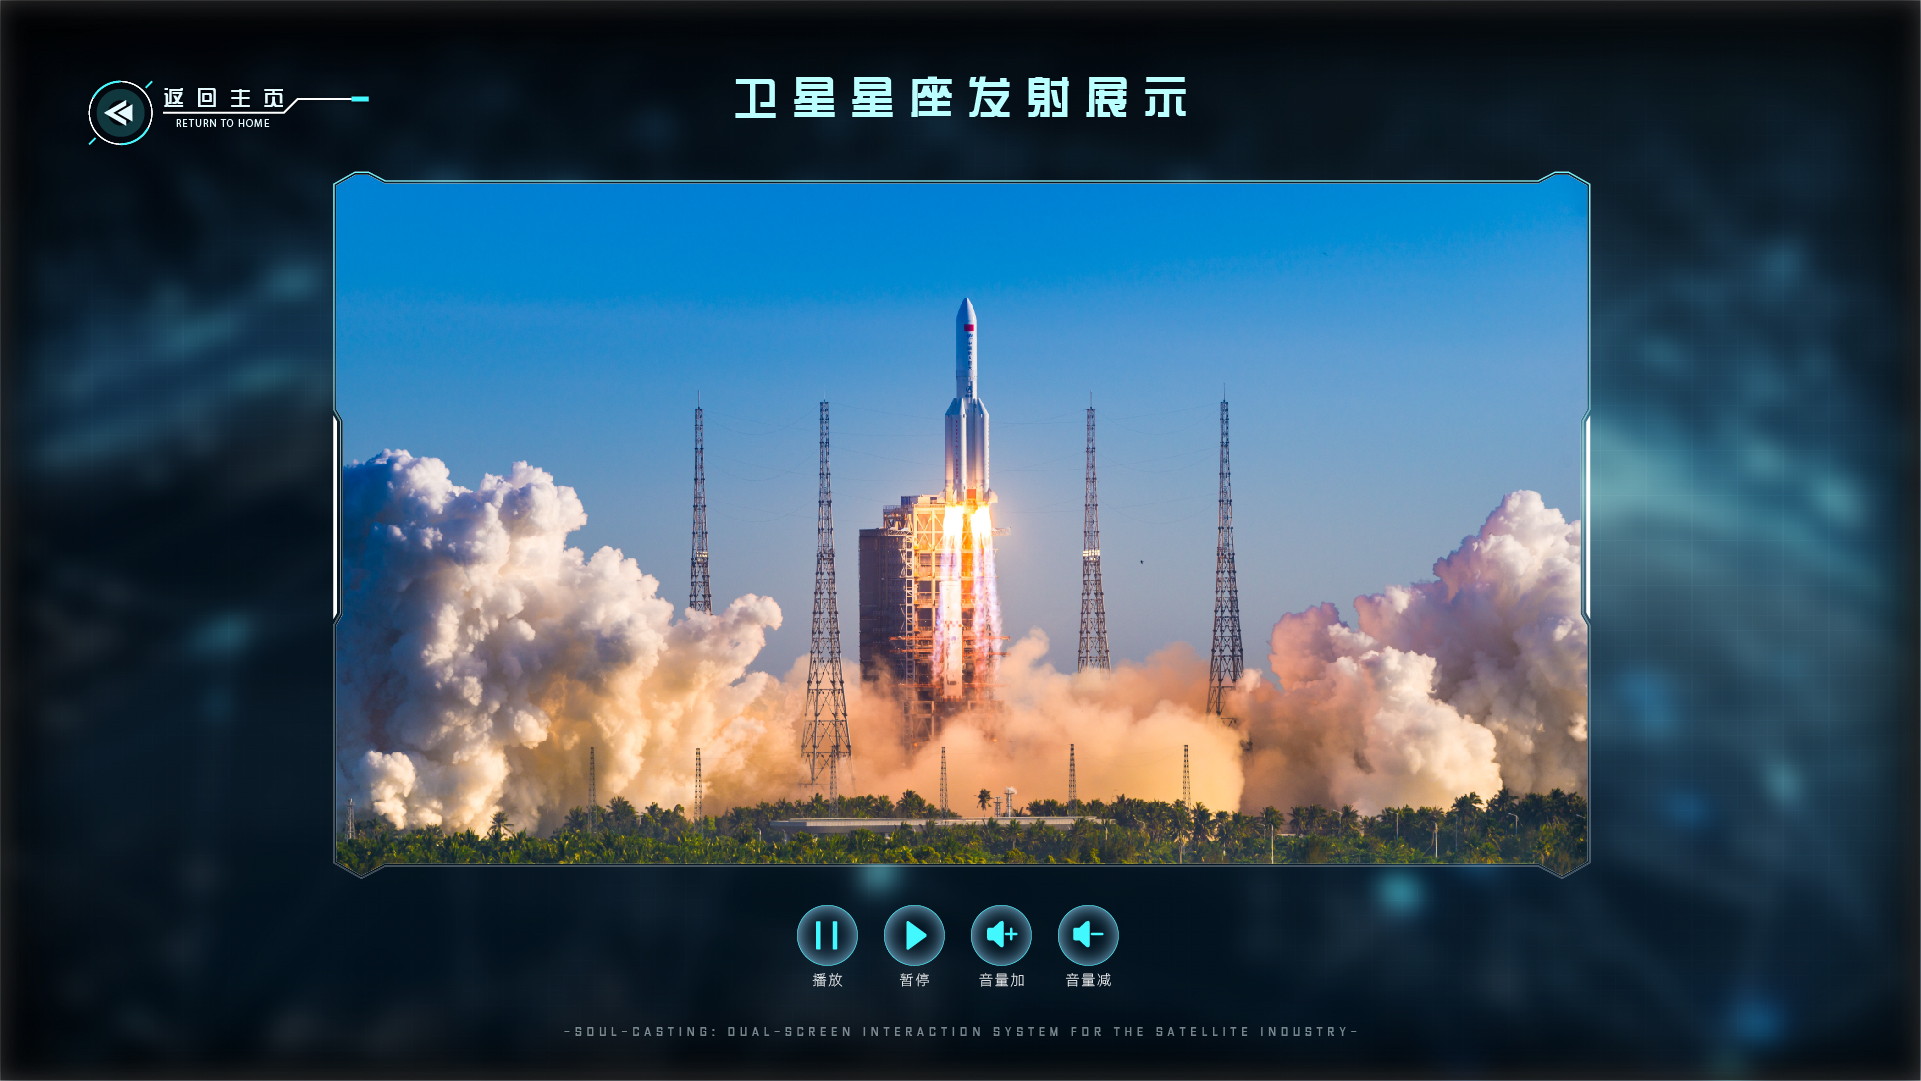 返回主页
RETURN TO HOME
卫星星座发射展示
播放
暂停
音量加
音量减
-SOUL-CASTING: DUAL-SCREEN INTERACTION SYSTEM FOR THE SATELLITE INDUSTRY-